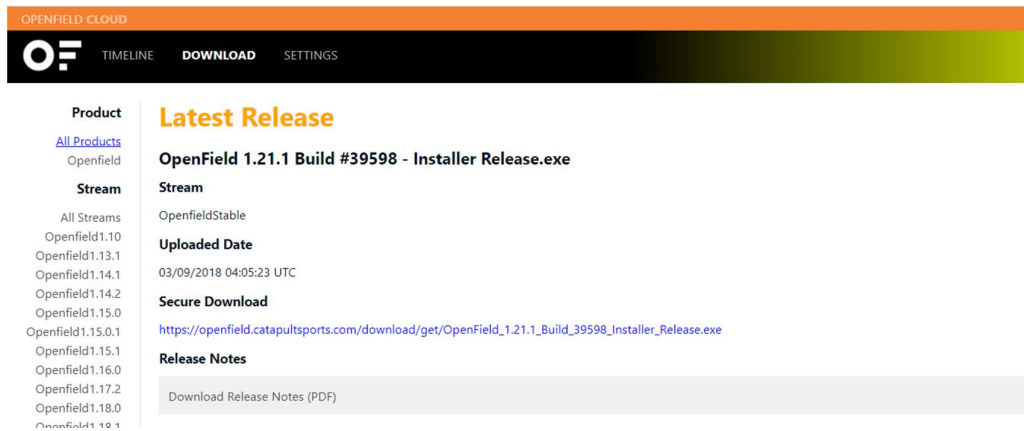 OPENFIELD CLOUD
OF TIMELINE DOWNLOAD SETTINGS
Product
All Products
Openfield
Stream
All Streams
Openfield1.10
Openfield1.13.1
Openfield1.14.1
Openfield1.14.2
Openfield1.15.0
Openfield1.15.0.1
Openfield1.15.1
Openfield1.16.0
Openfield1.17.2
Openfield1.18.0
Openfield1.18.1
Latest Release
OpenField 1.21.1 Build #39598 - Installer Release.exe
Stream
OpenfieldStable
Uploaded Date
03/09/2018 04:05:23 UTC
Secure Download
https://openfield.catapultsports.com/download/get/OpenField_1.21.1_Build_39598_Installer_Release.exe
Release Notes
Download Release Notes (PDF)